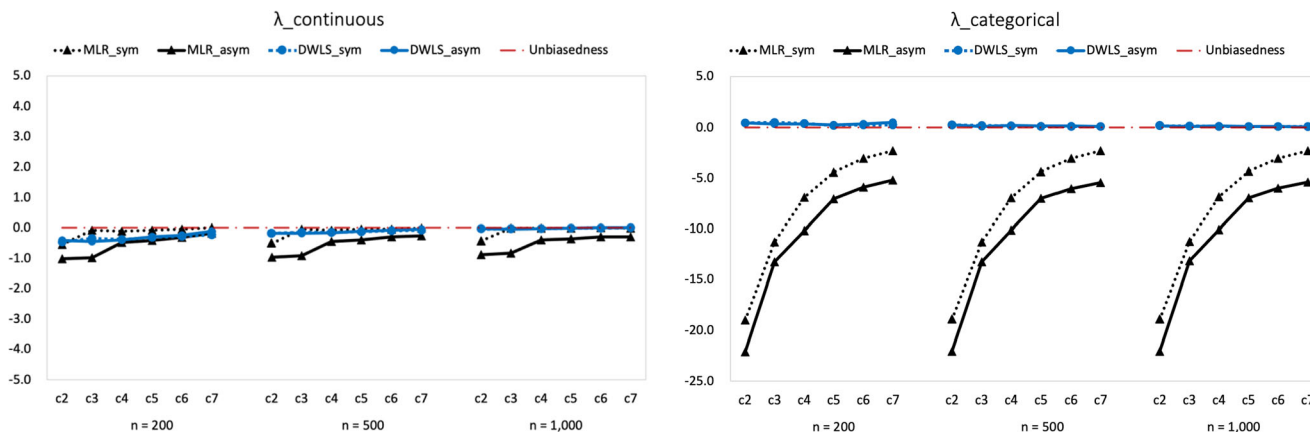 λ_continuous
MLR_sym MLR_asym DWLS_sym DWLS_asym Unbiasedness
5.0
4.0
3.0
2.0
1.0
0.0
-1.0
-2.0
-3.0
-4.0
-5.0
c2 c3 c4 c5 c6 c7 c2 c3 c4 c5 c6 c7 c2 c3 c4 c5 c6 c7
n = 200 n = 500 n = 1,000
λ_categorical
MLR_sym MLR_asym DWLS_sym DWLS_asym Unbiasedness
5.0
0.0
-5.0
-10.0
-15.0
-20.0
-25.0
c2 c3 c4 c5 c6 c7 c2 c3 c4 c5 c6 c7 c2 c3 c4 c5 c6 c7
n = 200 n = 500 n = 1,000